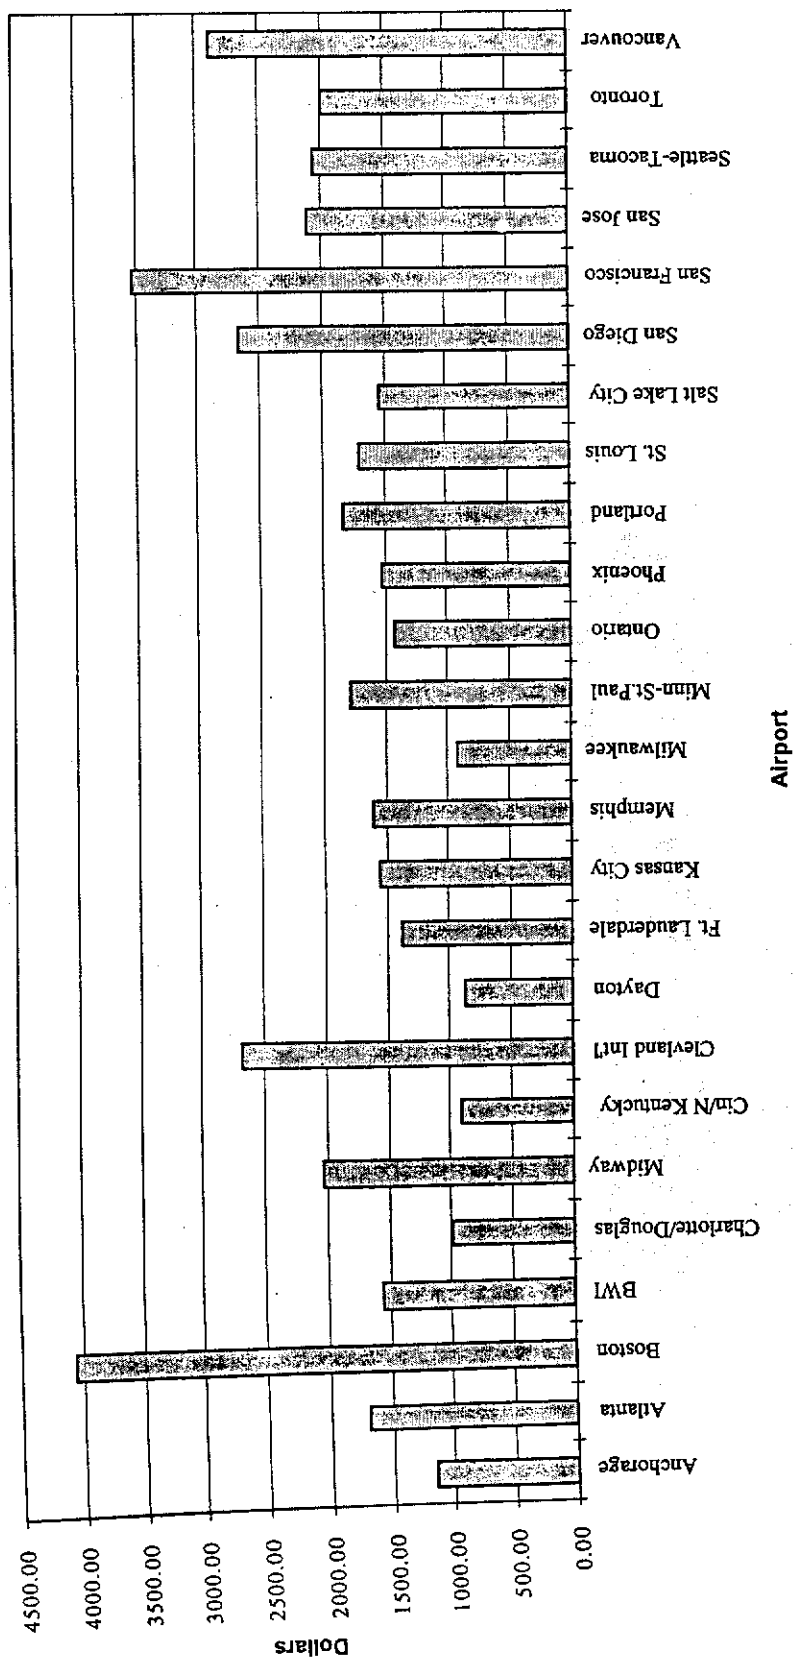 Dollars
4500.00
4000.00
3500.00
3000.00
2500.00
2000.00
1500.00
1000.00
500.00
0.00
Anchorage
Atlanta
Boston
BWI
Charlotte/Douglas
Midway
Cin/N Kentucky
Clevland Int'l
Dayton
Ft. Lauderdale
Kansas City
Memphis
Milwaukee
Minn-St.Paul
Ontario
Phoenix
Portland
St. Louis
Salt Lake City
San Diego
San Francisco
San Jose
Seattle-Tacoma
Toronto
Vancouver
Airport